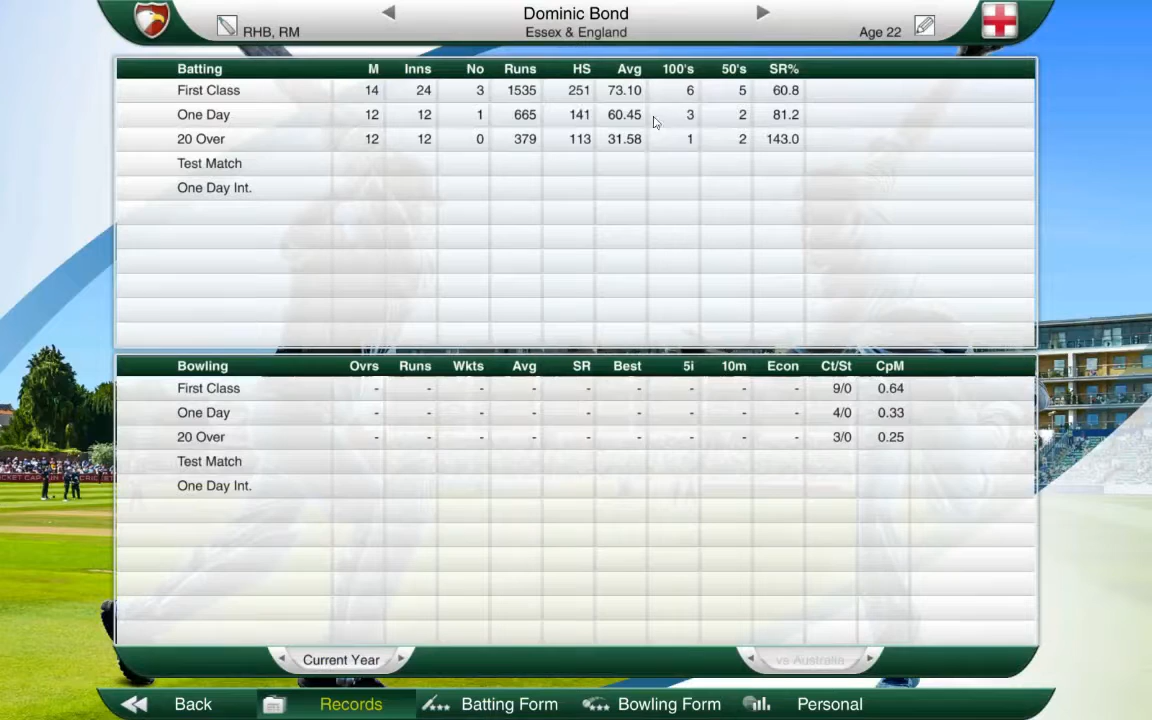 Dominic Bond
RHB, RM Essex & England Age 22
Batting M Inns No Runs HS Avg 100's 50's SR%
First Class 14 24 3 1535 251 73.10 6 5 60.8
One Day 12 12 1 665 141 60.45 3 2 81.2
20 Over 12 12 0 379 113 31.58 1 2 143.0
Test Match
One Day Int.
Bowling Ovrs Runs Wkts Avg SR Best 5i 10m Econ Ct/St CpM
First Class - - - - - - - - - 9/0 0.64
One Day - - - - - - - - - 4/0 0.33
20 Over - - - - - - - - - 3/0 0.25
Test Match
One Day Int.
Current Year vs Australia
Back Records Batting Form Bowling Form Personal